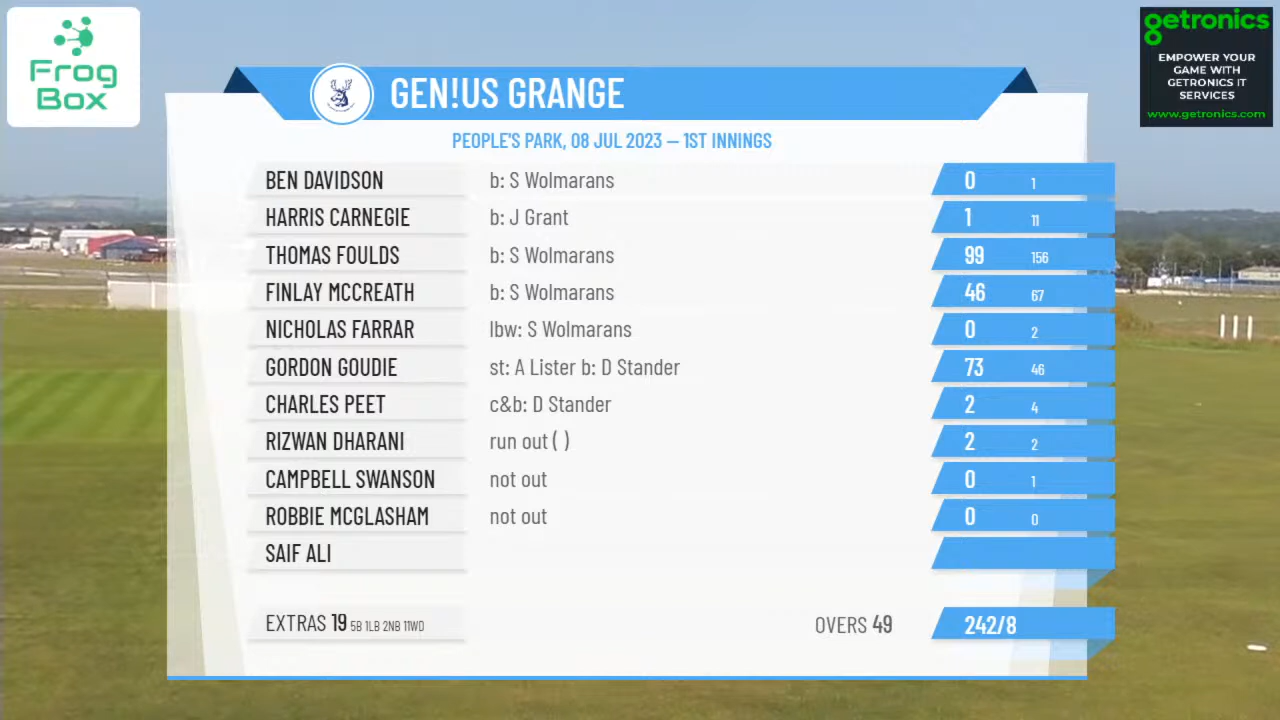 Frog
Box
getronics
EMPOWER YOUR
GAME WITH
GETRONICS IT
SERVICES
www.getronics.com
GEN!US GRANGE
PEOPLE'S PARK, 08 JUL 2023 – 1ST INNINGS
BEN DAVIDSON b: S Wolmarans 0 1
HARRIS CARNEGIE b: J Grant 1 11
THOMAS FOULDS b: S Wolmarans 99 156
FINLAY MCCREATH b: S Wolmarans 46 67
NICHOLAS FARRAR lbw: S Wolmarans 0 2
GORDON GOUDIE st: A Lister b: D Stander 73 46
CHARLES PEET c&b: D Stander 2 4
RIZWAN DHARANI run out ( ) 2 2
CAMPBELL SWANSON not out 0 1
ROBBIE MCGLASHAM not out 0 0
SAIF ALI
EXTRAS 19 5B 1LB 2NB 11WD OVERS 49 242/8